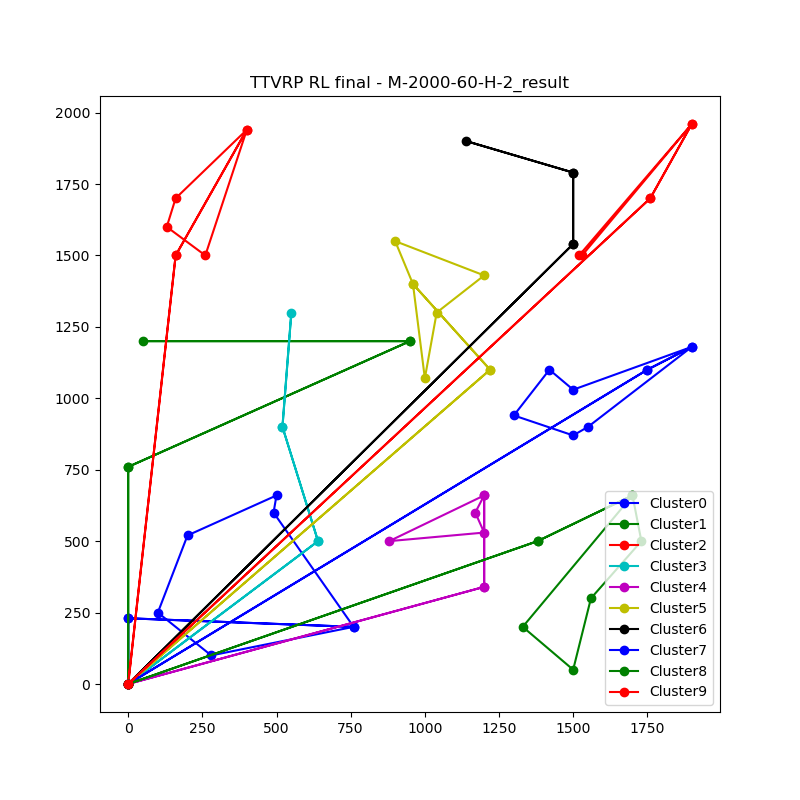 TTVRP RL final - M-2000-60-H-2_result
2000
1750
1500
1250
1000
750
500
250
0
0 250 500 750 1000 1250 1500 1750
Cluster0
Cluster1
Cluster2
Cluster3
Cluster4
Cluster5
Cluster6
Cluster7
Cluster8
Cluster9